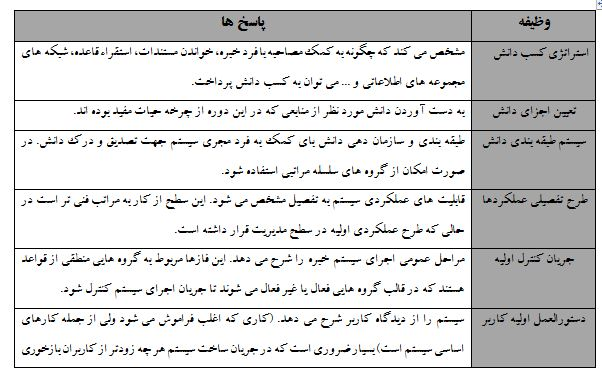 وظیفه
پاسخ ها
استراتژی کسب دانش
مشخص می کند که چگونه به کمک مصاحبه با فرد خبره، خواندن مستندات، استقراء قاعده، شبکه های
مجموعه های اطلاعاتی و ... می توان به کسب دانش پرداخت.
تعیین اجزای دانش
به دست آوردن دانش مورد نظر از منابعی که در این دوره از چرخه حیات مفید بوده اند.
سیستم طبقه بندی دانش
طبقه بندی و سازمان دهی دانش بای کمک به فرد مجری سیستم جهت تصدیق و درک دانش. در
صورت امکان از گروه های سلسله مراتبی استفاده شود.
طرح تفصیلی عملکردها
قابلیت های عملکردی سیستم به تفصیل مشخص می شود. این سطح از کار به مراتب فنی تر است در
حالی که طرح عملکردی اولیه در سطح مدیریت قرار داشته است.
جریان کنترل اولیه
مراحل عمومی اجرای سیستم خبره را شرح می دهد. این فازها مربوط به گروه هایی منطقی از قواعد
هستند که در قالب گروه هایی فعال یا غیر فعال می شوند تا جریان اجرای سیستم کنترل شود.
دستورالعمل اولیه کاربر
سیستم را از دیدگاه کاربر شرح می دهد. (کاری که اغلب فراموش می شود ولی از جمله کارهای
اساسی سیستم است) بسیار ضروری است که در جریان ساخت سیستم هر چه زودتر از کاربران بازخوری